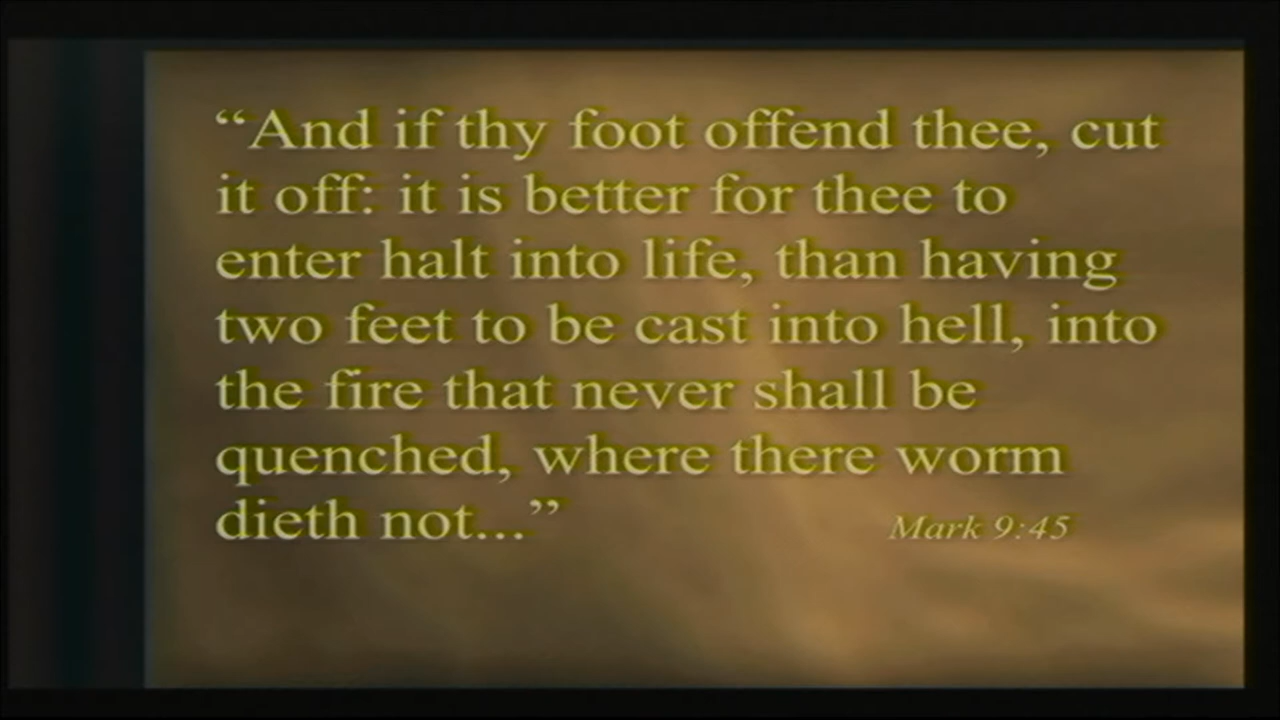 “And if thy foot offend thee, cut
it off: it is better for thee to
enter halt into life, than having
two feet to be cast into hell, into
the fire that never shall be
quenched, where there worm
dieth not...”
Mark 9:45